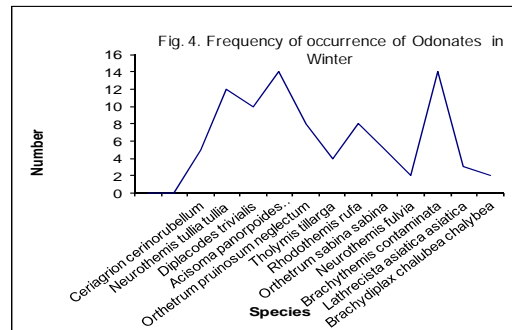 Fig. 4. Frequency of occurrence of Odonates in
Winter
16
14
12
10
8
6
4
2
0
Number
Ceriagrion cerinorubellum
Neurothemis tullia tullia
Diplacodes trivialis
Acisoma panorpoides..
Orthetrum pruinosum neglectum
Tholymis tillarga
Rhodothemis rufa
Orthetrum sabina sabina
Neurothemis fulvia
Brachythemis contaminata
Lathrecista asiatica asiatica
Brachydiplax chalubea chalybea
Species